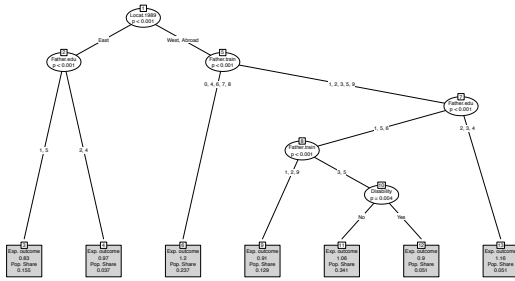 1
Locat.1989
p < 0.001
East
West, Abroad
2
Father.edu
p < 0.001
5
Father.train
p < 0.001
0, 4, 6, 7, 8
1, 2, 3, 5, 9
7
Father.edu
p < 0.001
1, 5
2, 4
1, 5, 6
2, 3, 4
8
Father.train
p < 0.001
1, 2, 9
3, 5
10
Disability
p = 0.004
No
Yes
3
Exp. outcome
0.83
Pop. Share
0.155
4
Exp. outcome
0.97
Pop. Share
0.037
6
Exp. outcome
1.2
Pop. Share
0.237
9
Exp. outcome
0.91
Pop. Share
0.129
11
Exp. outcome
1.06
Pop. Share
0.341
12
Exp. outcome
0.9
Pop. Share
0.051
13
Exp. outcome
1.16
Pop. Share
0.051